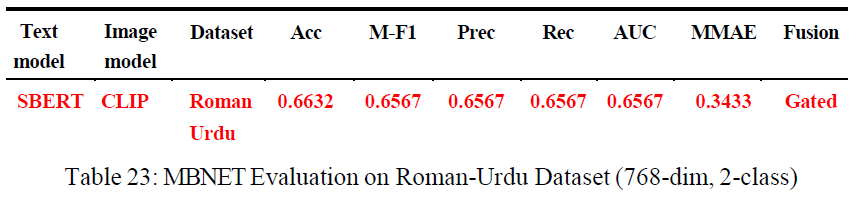 Text model Image model Dataset Acc M-F1 Prec Rec AUC MMAE Fusion
SBERT CLIP Roman Urdu 0.6632 0.6567 0.6567 0.6567 0.6567 0.3433 Gated
Table 23: MBNET Evaluation on Roman-Urdu Dataset (768-dim, 2-class)